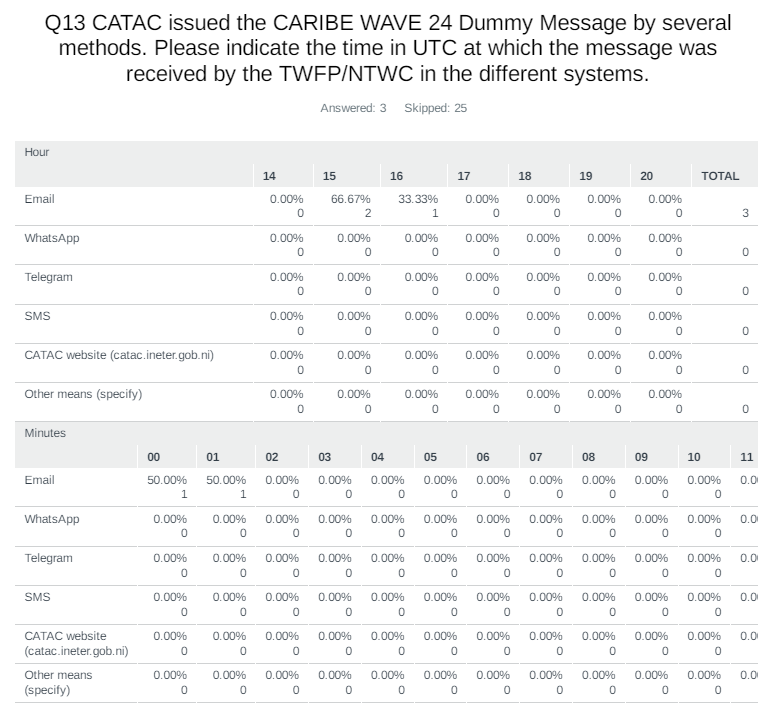 Q13 CATAC issued the CARIBE WAVE 24 Dummy Message by several
methods. Please indicate the time in UTC at which the message was
received by the TWFP/NTWC in the different systems.
Answered: 3 Skipped: 25
Hour
14 15 16 17 18 19 20 TOTAL
Email 0.00% 66.67% 33.33% 0.00% 0.00% 0.00% 0.00%
0 2 1 0 0 0 0 3
WhatsApp 0.00% 0.00% 0.00% 0.00% 0.00% 0.00% 0.00%
0 0 0 0 0 0 0 0
Telegram 0.00% 0.00% 0.00% 0.00% 0.00% 0.00% 0.00%
0 0 0 0 0 0 0 0
SMS 0.00% 0.00% 0.00% 0.00% 0.00% 0.00% 0.00%
0 0 0 0 0 0 0 0
CATAC website (catac.ineter.gob.ni) 0.00% 0.00% 0.00% 0.00% 0.00% 0.00% 0.00%
0 0 0 0 0 0 0 0
Other means (specify) 0.00% 0.00% 0.00% 0.00% 0.00% 0.00% 0.00%
0 0 0 0 0 0 0 0
Minutes
00 01 02 03 04 05 06 07 08 09 10 11
Email 50.00% 50.00% 0.00% 0.00% 0.00% 0.00% 0.00% 0.00% 0.00% 0.00% 0.00%
1 1 0 0 0 0 0 0 0 0 0
WhatsApp 0.00% 0.00% 0.00% 0.00% 0.00% 0.00% 0.00% 0.00% 0.00% 0.00% 0.00%
0 0 0 0 0 0 0 0 0 0 0
Telegram 0.00% 0.00% 0.00% 0.00% 0.00% 0.00% 0.00% 0.00% 0.00% 0.00% 0.00%
0 0 0 0 0 0 0 0 0 0 0
SMS 0.00% 0.00% 0.00% 0.00% 0.00% 0.00% 0.00% 0.00% 0.00% 0.00% 0.00%
0 0 0 0 0 0 0 0 0 0 0
CATAC website 0.00% 0.00% 0.00% 0.00% 0.00% 0.00% 0.00% 0.00% 0.00% 0.00% 0.00%
(catac.ineter.gob.ni) 0 0 0 0 0 0 0 0 0 0 0
Other means 0.00% 0.00% 0.00% 0.00% 0.00% 0.00% 0.00% 0.00% 0.00% 0.00% 0.00%
(specify) 0 0 0 0 0 0 0 0 0 0 0